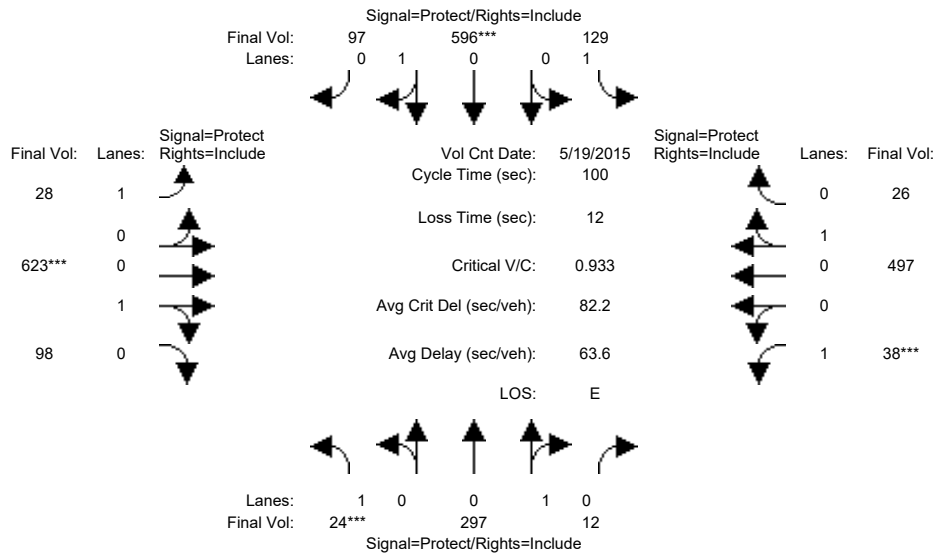 Signal=Protect/Rights=Include
Final Vol: 97 596*** 129
Lanes: 0 1 0 0 1
Signal=Protect
Final Vol: Lanes: Rights=Include Vol Cnt Date: 5/19/2015 Rights=Include Lanes: Final Vol:
Signal=Protect
Cycle Time (sec): 100
28 1 0 26
Loss Time (sec): 12
0 1
623*** 0 Critical V/C: 0.933 0 497
1 Avg Crit Del (sec/veh): 82.2 0
98 0 Avg Delay (sec/veh): 63.6 1 38***
LOS: E
Lanes: 1 0 0 1 0
Final Vol: 24*** 297 12
Signal=Protect/Rights=Include